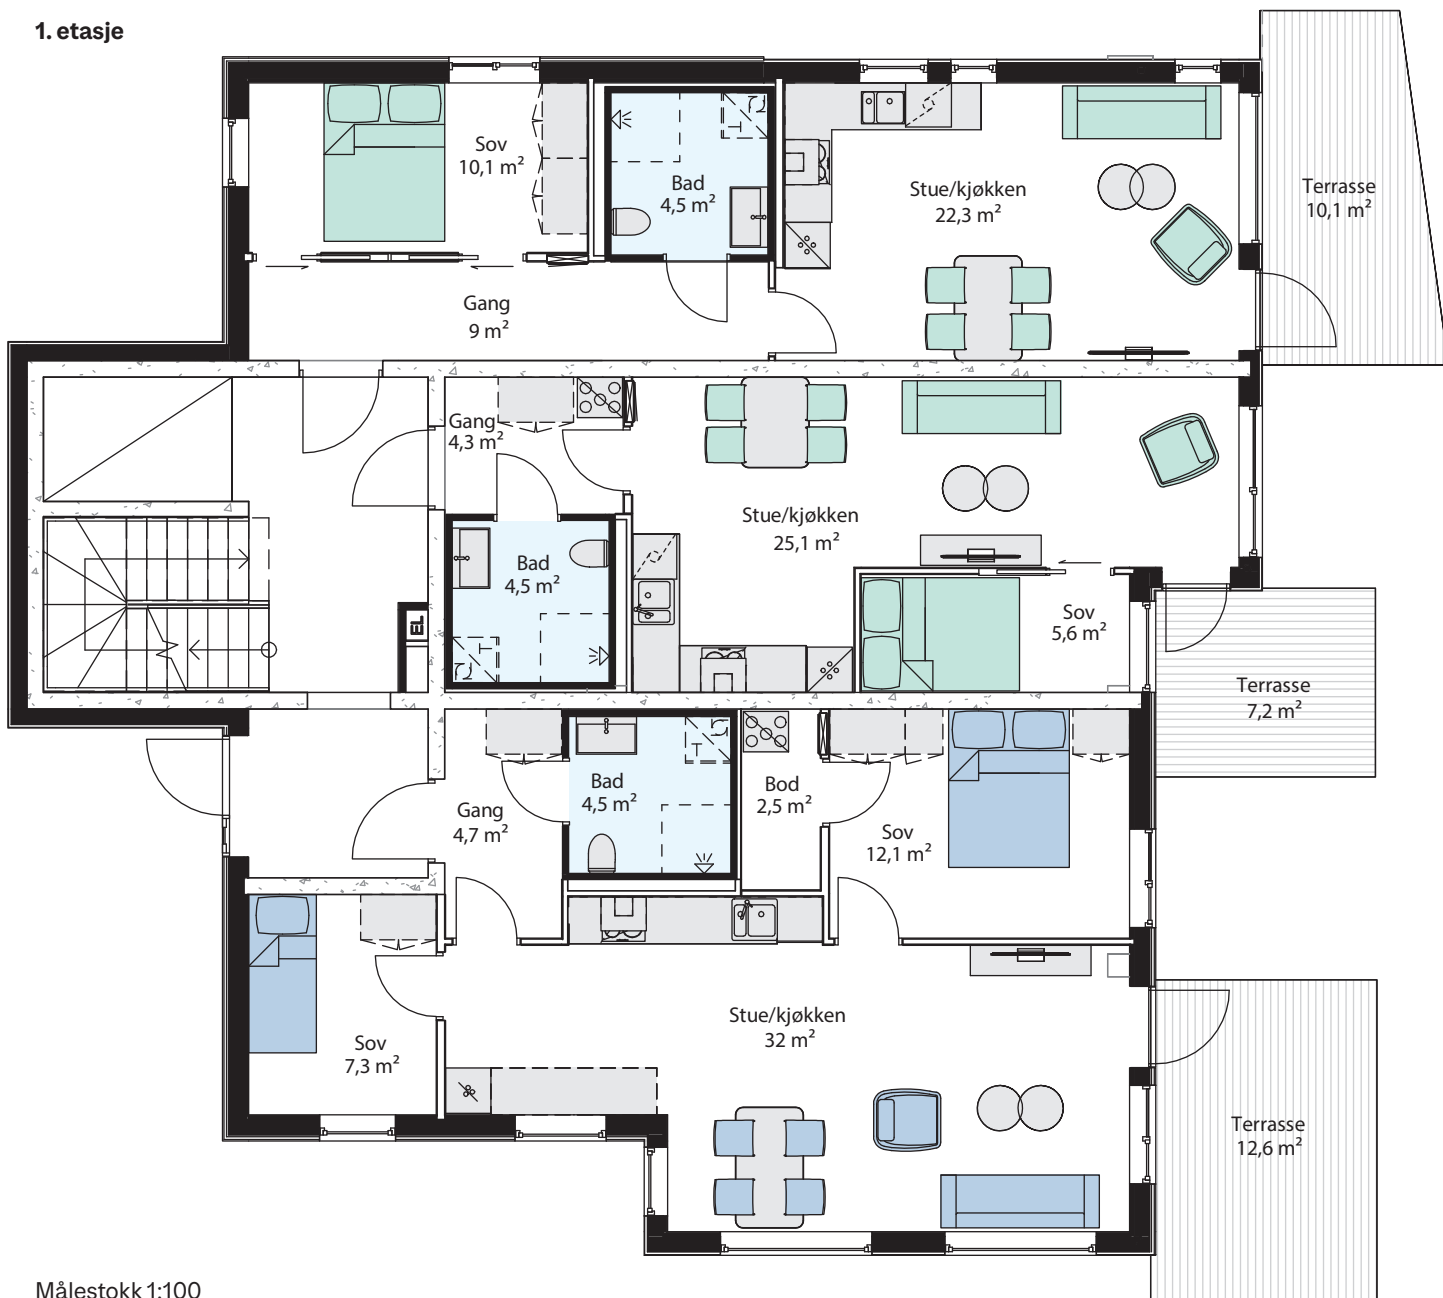 1. etasje
Sov
10,1 m²
Bad
4,5 m²
Stue/kjøkken
22,3 m²
Terrasse
10,1 m²
Gang
9 m²
Gang
4,3 m²
Stue/kjøkken
25,1 m²
Bad
4,5 m²
Sov
5,6 m²
EL
Terrasse
7,2 m²
Bad
4,5 m²
Bod
2,5 m²
Gang
4,7 m²
Sov
12,1 m²
Stue/kjøkken
32 m²
Sov
7,3 m²
Terrasse
12,6 m²
Målestokk 1:100